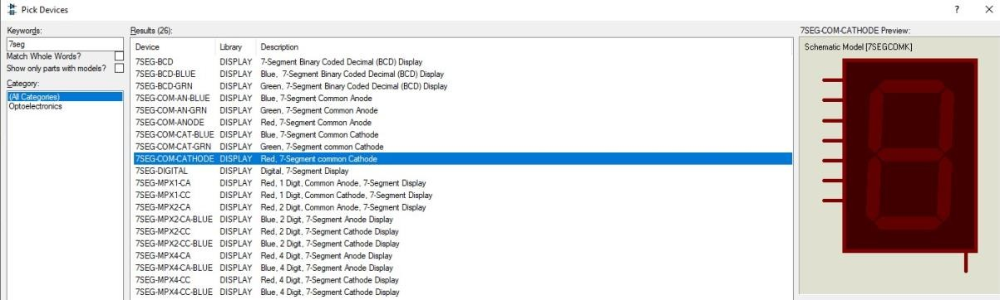 Pick Devices ? ×
Keywords:
7seg
Match Whole Words?
Show only parts with models?
Category:
(All Categories)
Optoelectronics
Results (26):
Device Library Description
7SEG-BCD DISPLAY 7-Segment Binary Coded Decimal (BCD) Display
7SEG-BCD-BLUE DISPLAY Blue, 7-Segment Binary Coded Decimal (BCD) Display
7SEG-BCD-GRN DISPLAY Green, 7-Segment Binary Coded Decimal (BCD) Display
7SEG-COM-AN-BLUE DISPLAY Blue, 7-Segment Common Anode
7SEG-COM-AN-GRN DISPLAY Green, 7-Segment Common Anode
7SEG-COM-ANODE DISPLAY Red, 7-Segment Common Anode
7SEG-COM-CAT-BLUE DISPLAY Blue, 7-Segment Common Cathode
7SEG-COM-CAT-GRN DISPLAY Green, 7-Segment common Cathode
7SEG-COM-CATHODE DISPLAY Red, 7-Segment common Cathode
7SEG-DIGITAL DISPLAY Digital, 7-Segment Display
7SEG-MPX1-CA DISPLAY Red, 1 Digit, Common Anode, 7-Segment Display
7SEG-MPX1-CC DISPLAY Red, 1 Digit, Common Cathode, 7-Segment Display
7SEG-MPX2-CA DISPLAY Red, 2 Digit, Common Anode, 7-Segment Display
7SEG-MPX2-CA-BLUE DISPLAY Blue, 2 Digit, 7-Segment Anode Display
7SEG-MPX2-CC DISPLAY Red, 2 Digit, 7-Segment Cathode Display
7SEG-MPX2-CC-BLUE DISPLAY Blue, 2 Digit, 7-Segment Cathode Display
7SEG-MPX4-CA DISPLAY Red, 4 Digit, 7-Segment Anode Display
7SEG-MPX4-CA-BLUE DISPLAY Blue, 4 Digit, 7-Segment Anode Display
7SEG-MPX4-CC DISPLAY Red, 4 Digit, 7-Segment Cathode Display
7SEG-MPX4-CC-BLUE DISPLAY Blue, 4 Digit, 7-Segment Cathode Display
7SEG-COM-CATHODE Preview:
Schematic Model [7SEGCOMK]